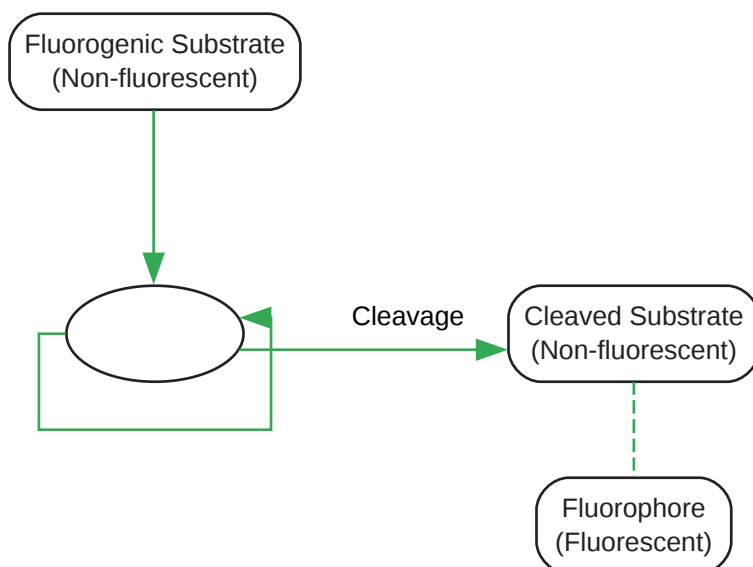 Fluorogenic Substrate
(Non-fluorescent)
Cleavage
Cleaved Substrate
(Non-fluorescent)
Fluorophore
(Fluorescent)